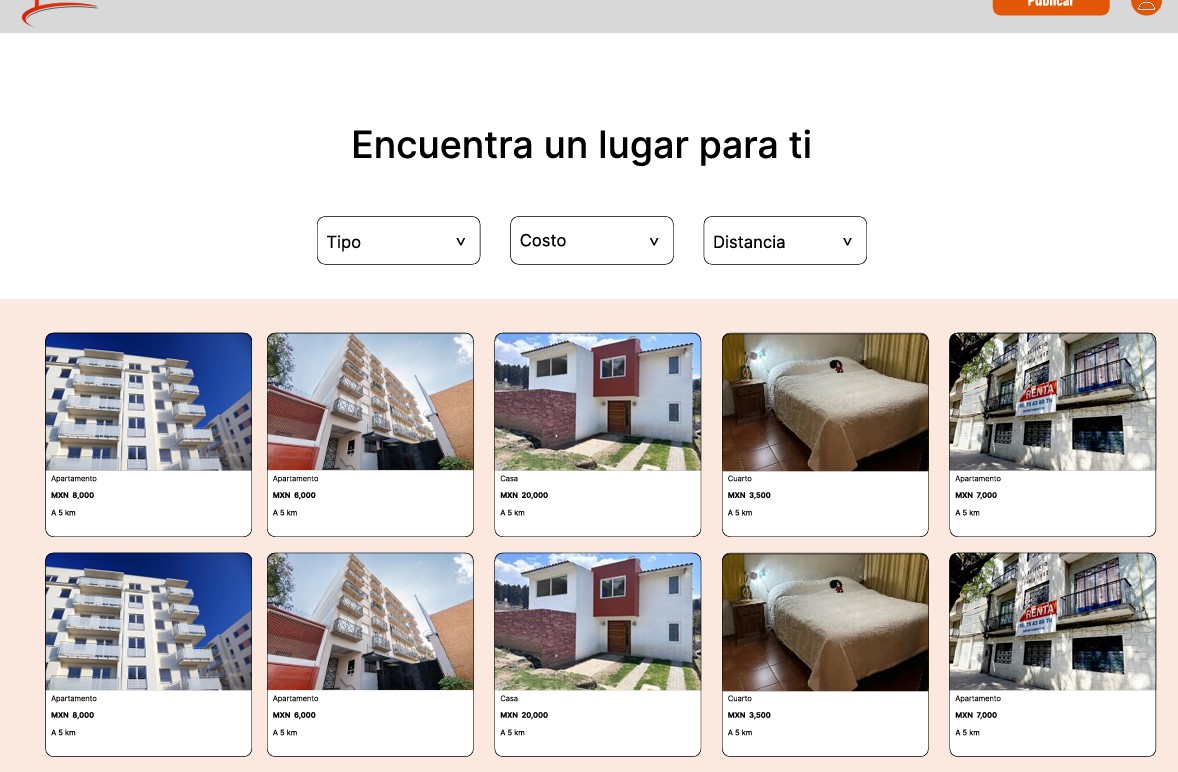 Publicar
Encuentra un lugar para ti
Tipo v
Costo v
Distancia v
RENTA
Apartamento
MXN 8,000
A 5 km
Apartamento
MXN 6,000
A 5 km
Casa
MXN 20,000
A 5 km
Cuarto
MXN 3,500
A 5 km
Apartamento
MXN 7,000
A 5 km
RENTA
Apartamento
MXN 8,000
A 5 km
Apartamento
MXN 6,000
A 5 km
Casa
MXN 20,000
A 5 km
Cuarto
MXN 3,500
A 5 km
Apartamento
MXN 7,000
A 5 km